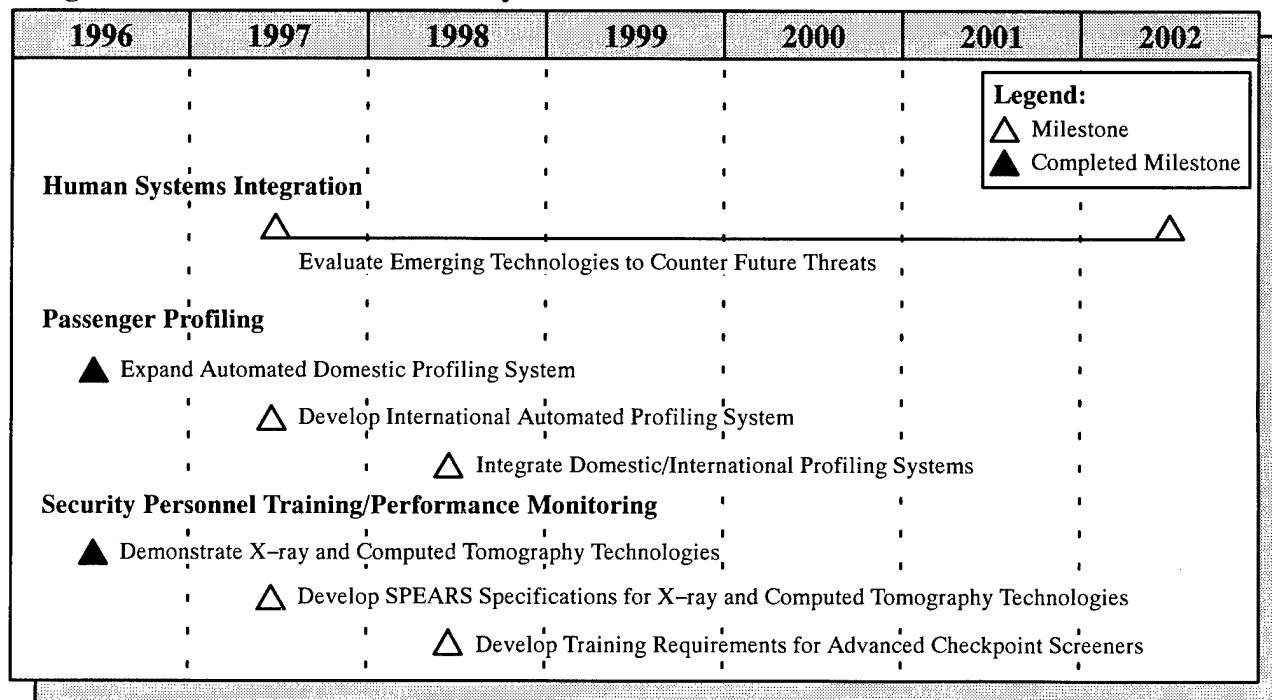 1996 1997 1998 1999 2000 2001 2002
Legend:
Milestone
Completed Milestone
Human Systems Integration
Evaluate Emerging Technologies to Counter Future Threats
Passenger Profiling
Expand Automated Domestic Profiling System
Develop International Automated Profiling System
Integrate Domestic/International Profiling Systems
Security Personnel Training/Performance Monitoring
Demonstrate X–ray and Computed Tomography Technologies
Develop SPEARS Specifications for X–ray and Computed Tomography Technologies
Develop Training Requirements for Advanced Checkpoint Screeners